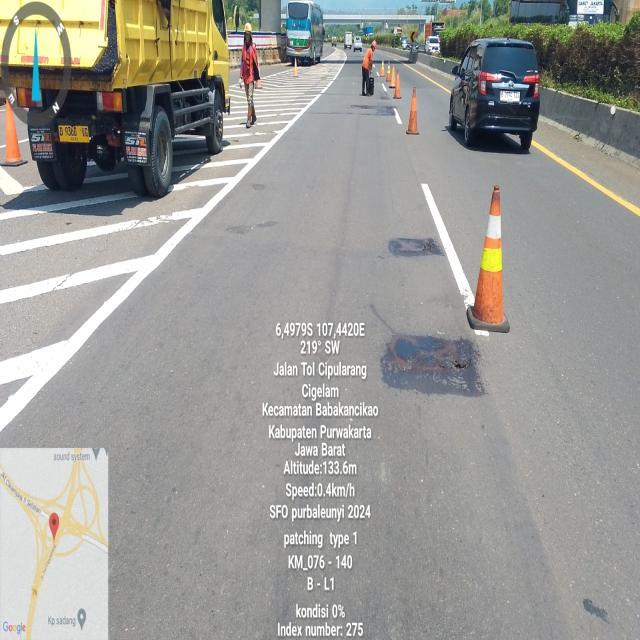 sound system
Kp sadang
Google
6,4979S 107,4420E
219° SW
Jalan Tol Cipularang
Cigelam
Kecamatan Babakancikao
Kabupaten Purwakarta
Jawa Barat
Altitude:133.6m
Speed:0.4km/h
SFO purbaleunyi 2024
patching type 1
KM_076 - 140
B - L1
kondisi 0%
Index number: 275